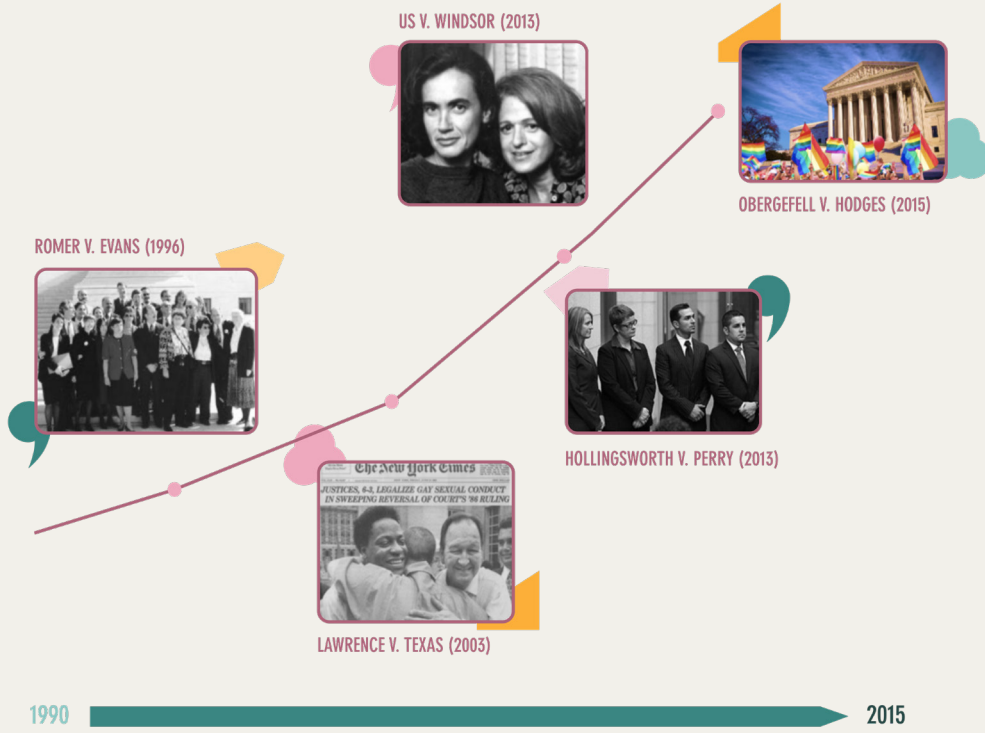 US V. WINDSOR (2013)
OBERGEFELL V. HODGES (2015)
ROMER V. EVANS (1996)
HOLLINGSWORTH V. PERRY (2013)
The New York Times
JUSTICES, 6-3, LEGALIZE GAY SEXUAL CONDUCT
IN SWEEPING REVERSAL OF COURT'S '86 RULING
LAWRENCE V. TEXAS (2003)
1990
2015